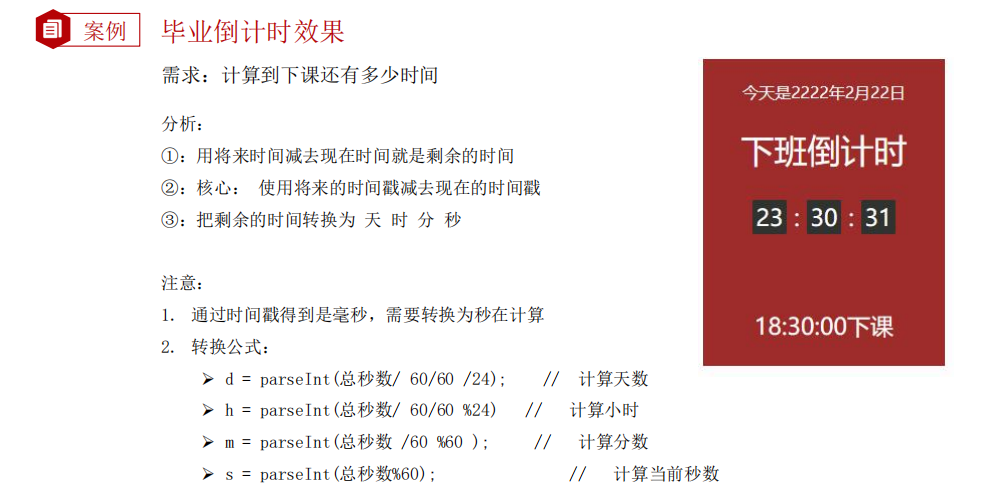 案例 毕业倒计时效果
需求：计算到下课还有多少时间
分析：
①：用将来时间减去现在时间就是剩余的时间
②：核心： 使用将来的时间戳减去现在的时间戳
③：把剩余的时间转换为 天 时 分 秒
注意：
1. 通过时间戳得到是毫秒，需要转换为秒在计算
2. 转换公式：
➢ d = parseInt(总秒数/ 60/60 /24); // 计算天数
➢ h = parseInt(总秒数/ 60/60 %24) // 计算小时
➢ m = parseInt(总秒数 /60 %60 ); // 计算分数
➢ s = parseInt(总秒数%60); // 计算当前秒数
今天是2222年2月22日
下班倒计时
23 : 30 : 31
18:30:00下课